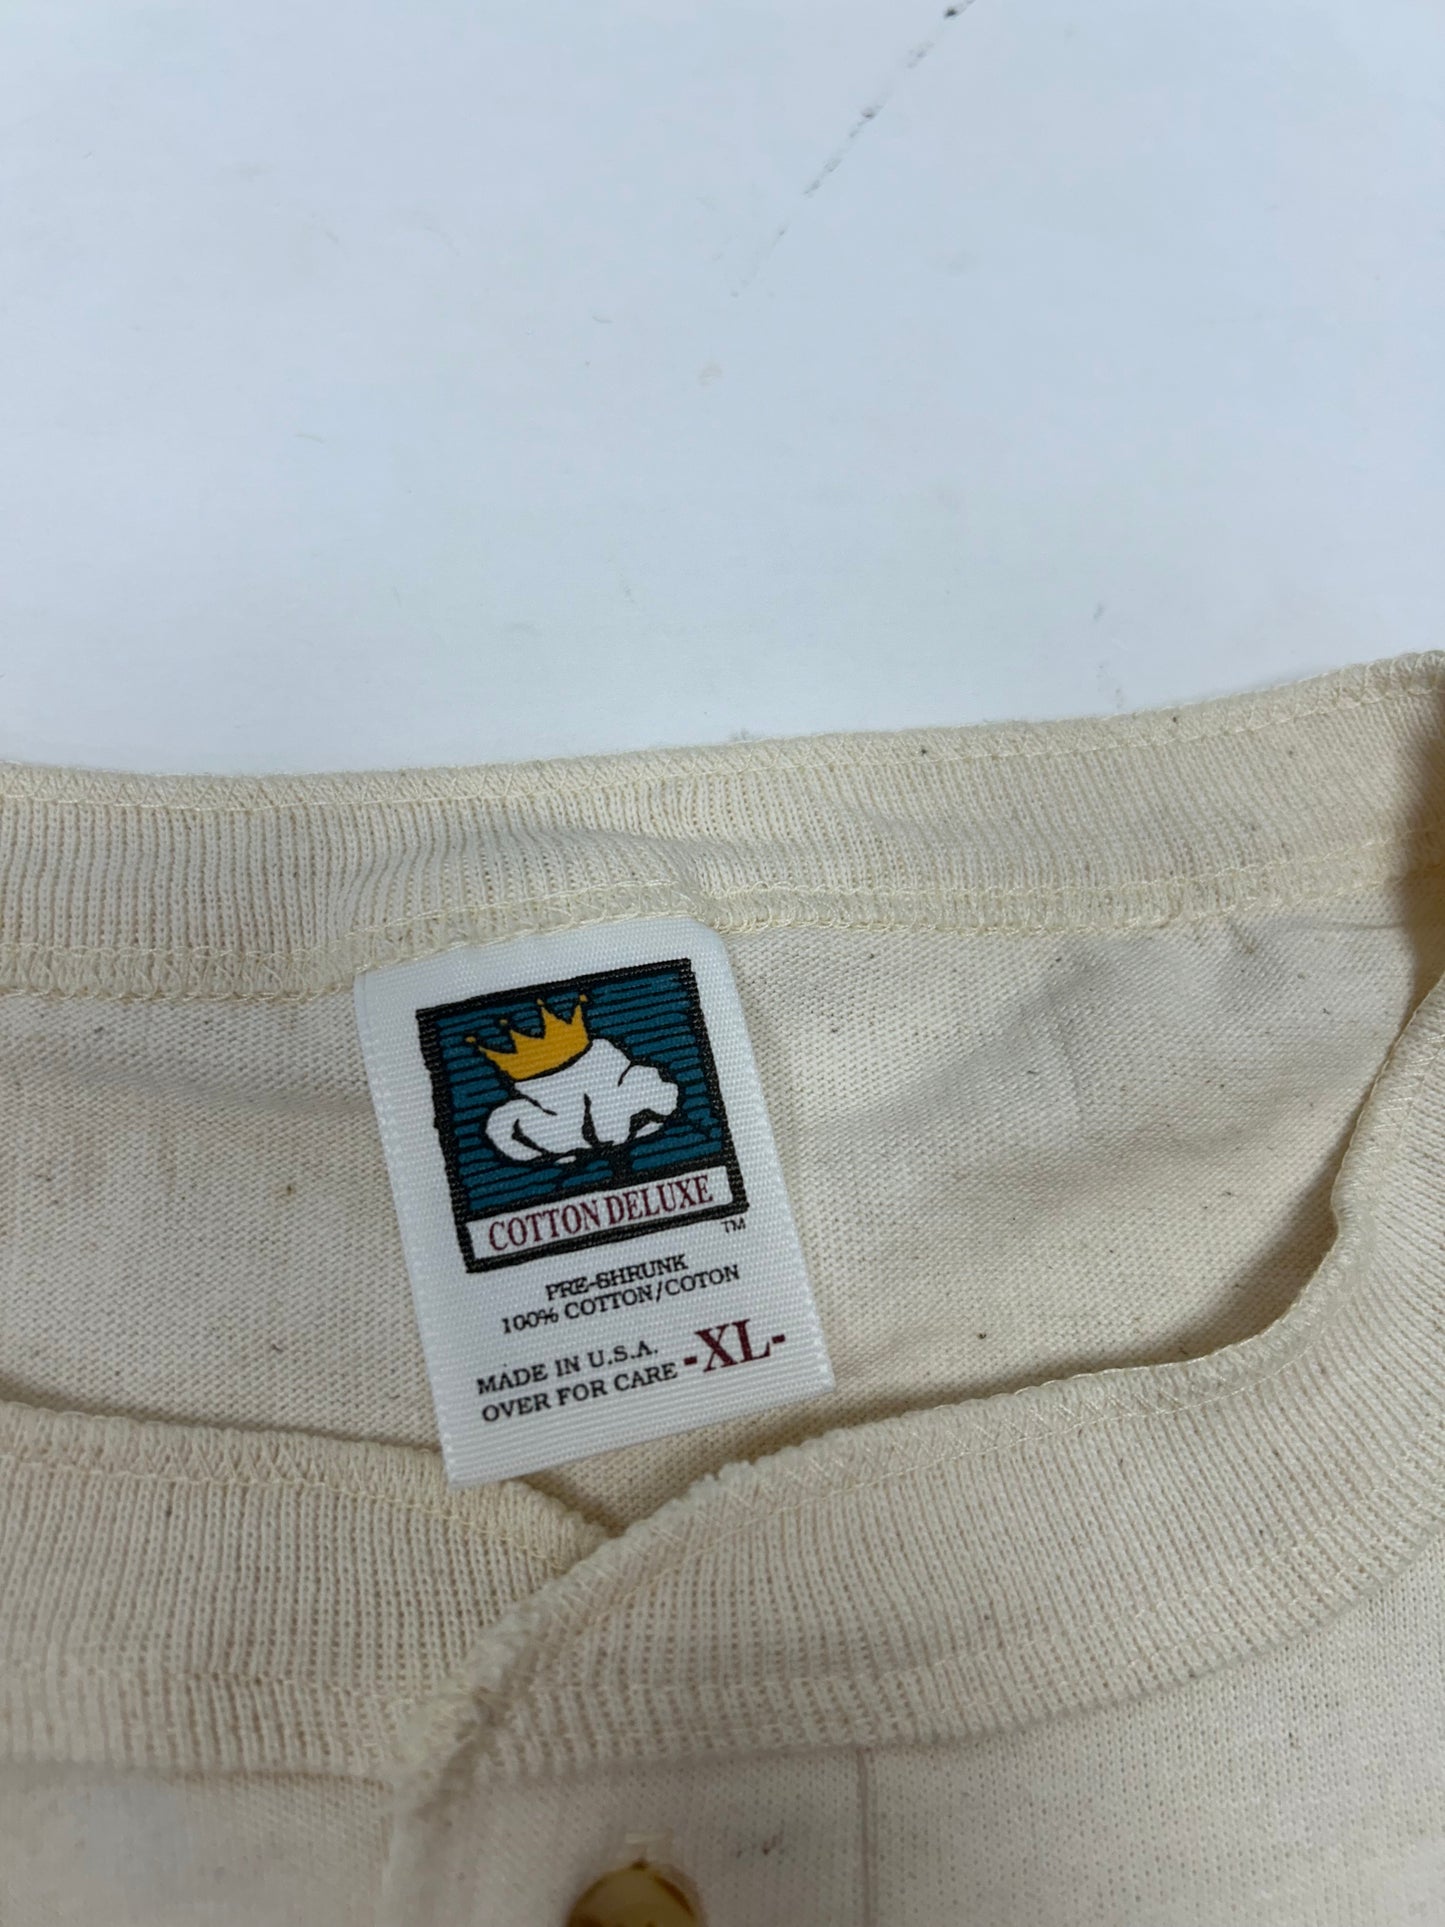 COTTON DELUXE
TM
PRE-SHRUNK
100% COTTON/COTON
MADE IN U.S.A.
OVER FOR CARE -XL-